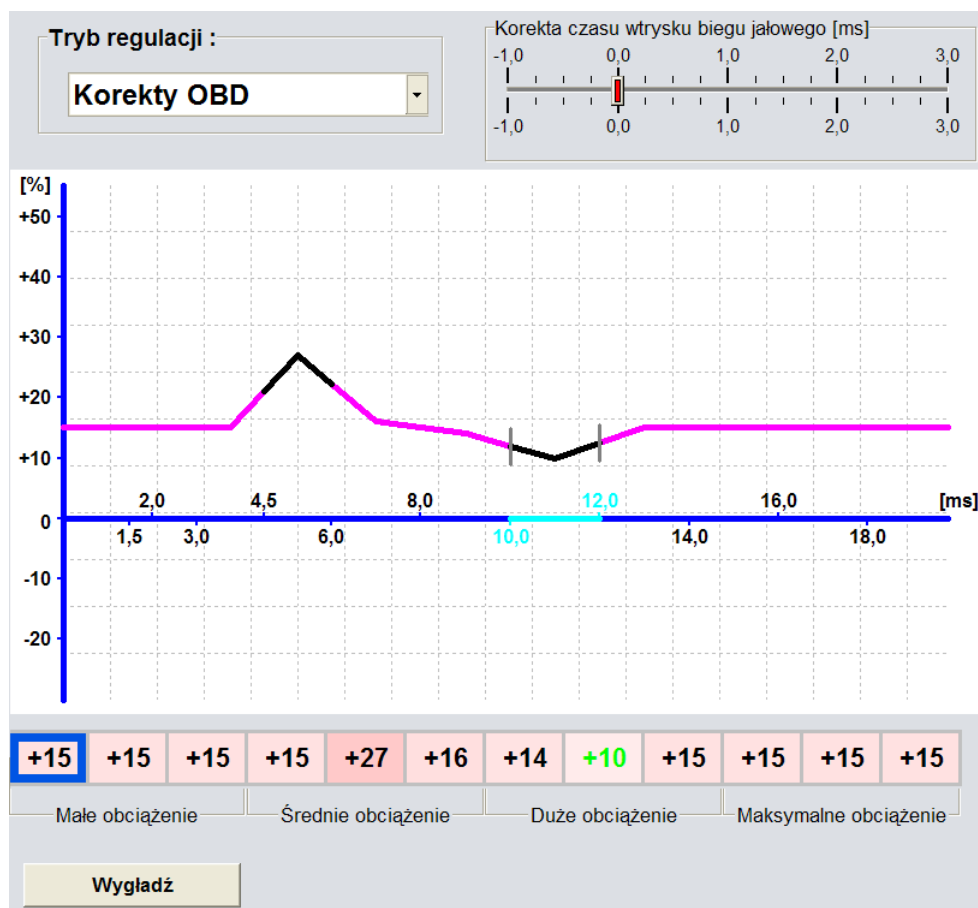 Tryb regulacji :
Korekty OBD
Korekta czasu wtrysku biegu jałowego [ms]
-1,0 0,0 1,0 2,0 3,0
-1,0 0,0 1,0 2,0 3,0
[%]
+50
+40
+30
+20
+10
2,0 4,5 8,0 12,0 16,0 [ms]
0
1,5 3,0 6,0 10,0 14,0 18,0
-10
-20
+15 +15 +15 +15 +27 +16 +14 +10 +15 +15 +15 +15
Małe obciążenie Średnie obciążenie Duże obciążenie Maksymalne obciążenie
Wygładź